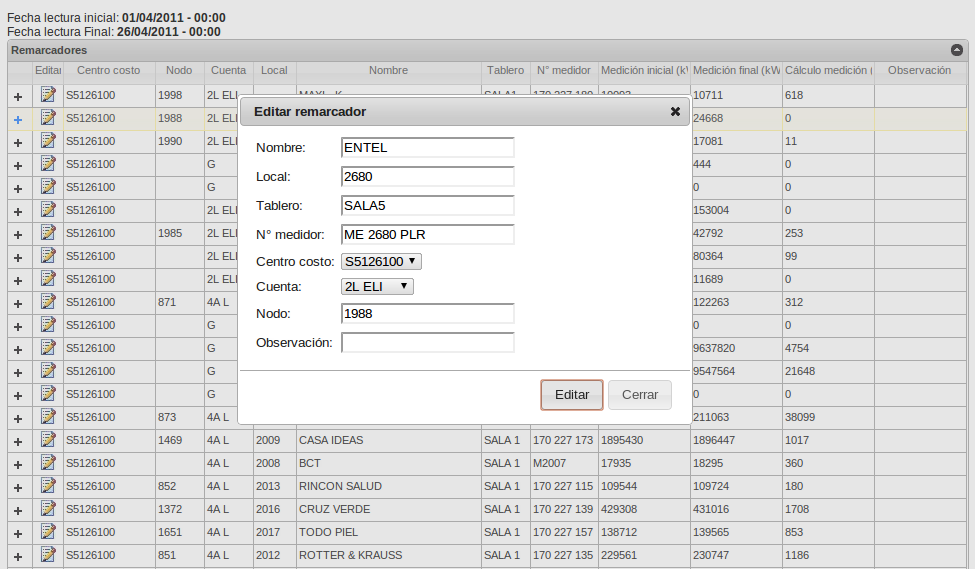 Fecha lectura inicial: 01/04/2011 - 00:00
Fecha lectura Final: 26/04/2011 - 00:00
Remarcadores
Editar Centro costo Nodo Cuenta Local Nombre Tablero N° medidor Medición inicial (kW Medición final (kW Cálculo medición ( Observación
S5126100 1998 2L ELI 10711 618
S5126100 1988 2L ELI 24668 0
S5126100 1990 2L ELI 17081 11
S5126100 G 444 0
S5126100 G 0 0
S5126100 2L ELI 153004 0
S5126100 1985 2L ELI 42792 253
S5126100 2L ELI 80364 99
S5126100 2L ELI 11689 0
S5126100 871 4A L 122263 312
S5126100 G 0 0
S5126100 G 9637820 4754
S5126100 G 9547564 21648
S5126100 G 0 0
S5126100 873 4A L 211063 38099
S5126100 1469 4A L 2009 CASA IDEAS SALA 1 170 227 173 1895430 1896447 1017
S5126100 4A L 2008 BCT SALA 1 M2007 17935 18295 360
S5126100 852 4A L 2013 RINCON SALUD SALA 1 170 227 115 109544 109724 180
S5126100 1372 4A L 2016 CRUZ VERDE SALA 1 170 227 139 429308 431016 1708
S5126100 1651 4A L 2017 TODO PIEL SALA 1 170 227 157 138712 139565 853
S5126100 851 4A L 2012 ROTTER & KRAUSS SALA 1 170 227 135 229561 230747 1186
Editar remarcador
Nombre: ENTEL
Local: 2680
Tablero: SALA5
N° medidor: ME 2680 PLR
Centro costo: S5126100
Cuenta: 2L ELI
Nodo: 1988
Observación:
Editar Cerrar